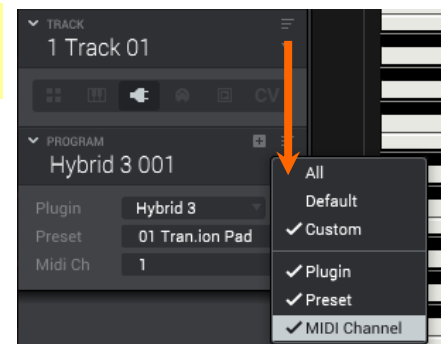 TRACK
1 Track 01
CV
PROGRAM
Hybrid 3 001
Plugin Hybrid 3
Preset 01 Tran.ion Pad
Midi Ch 1
All
Default
Custom
Plugin
Preset
MIDI Channel